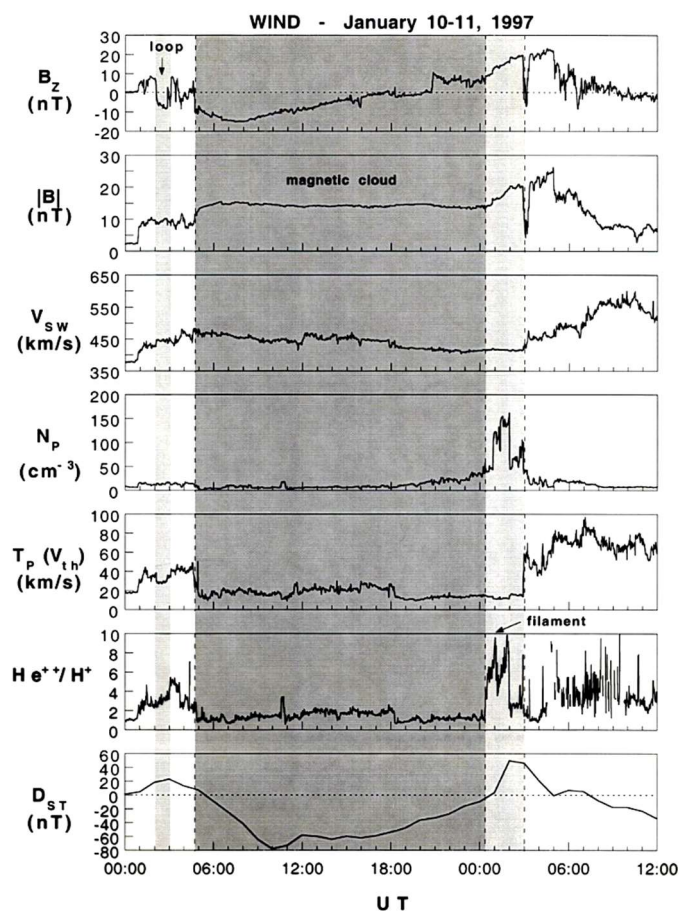 WIND - January 10-11, 1997
loop
B_Z
(nT)
30
20
10
0
-10
-20
magnetic cloud
|B|
(nT)
30
20
10
0
V_SW
(km/s)
650
550
450
350
N_P
(cm^-3)
200
150
100
50
0
T_P (V_th)
(km/s)
100
80
60
40
20
0
filament
He^++/H^+
10
8
6
4
2
0
D_ST
(nT)
60
40
20
0
-20
-40
-60
-80
00:00 06:00 12:00 18:00 00:00 06:00 12:00
UT